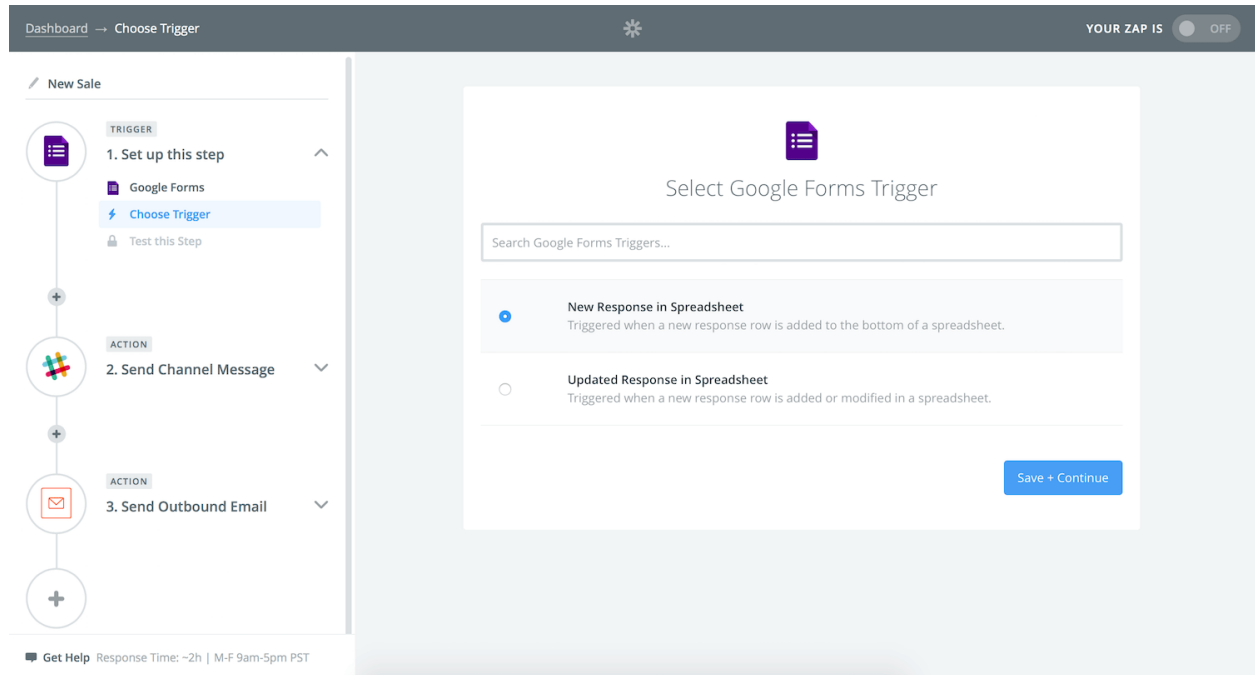 Dashboard → Choose Trigger
YOUR ZAP IS OFF
New Sale
TRIGGER
1. Set up this step
Google Forms
Choose Trigger
Test this Step
ACTION
2. Send Channel Message
ACTION
3. Send Outbound Email
Get Help Response Time: ~2h | M-F 9am-5pm PST
Select Google Forms Trigger
Search Google Forms Triggers...
New Response in Spreadsheet
Triggered when a new response row is added to the bottom of a spreadsheet.
Updated Response in Spreadsheet
Triggered when a new response row is added or modified in a spreadsheet.
Save + Continue